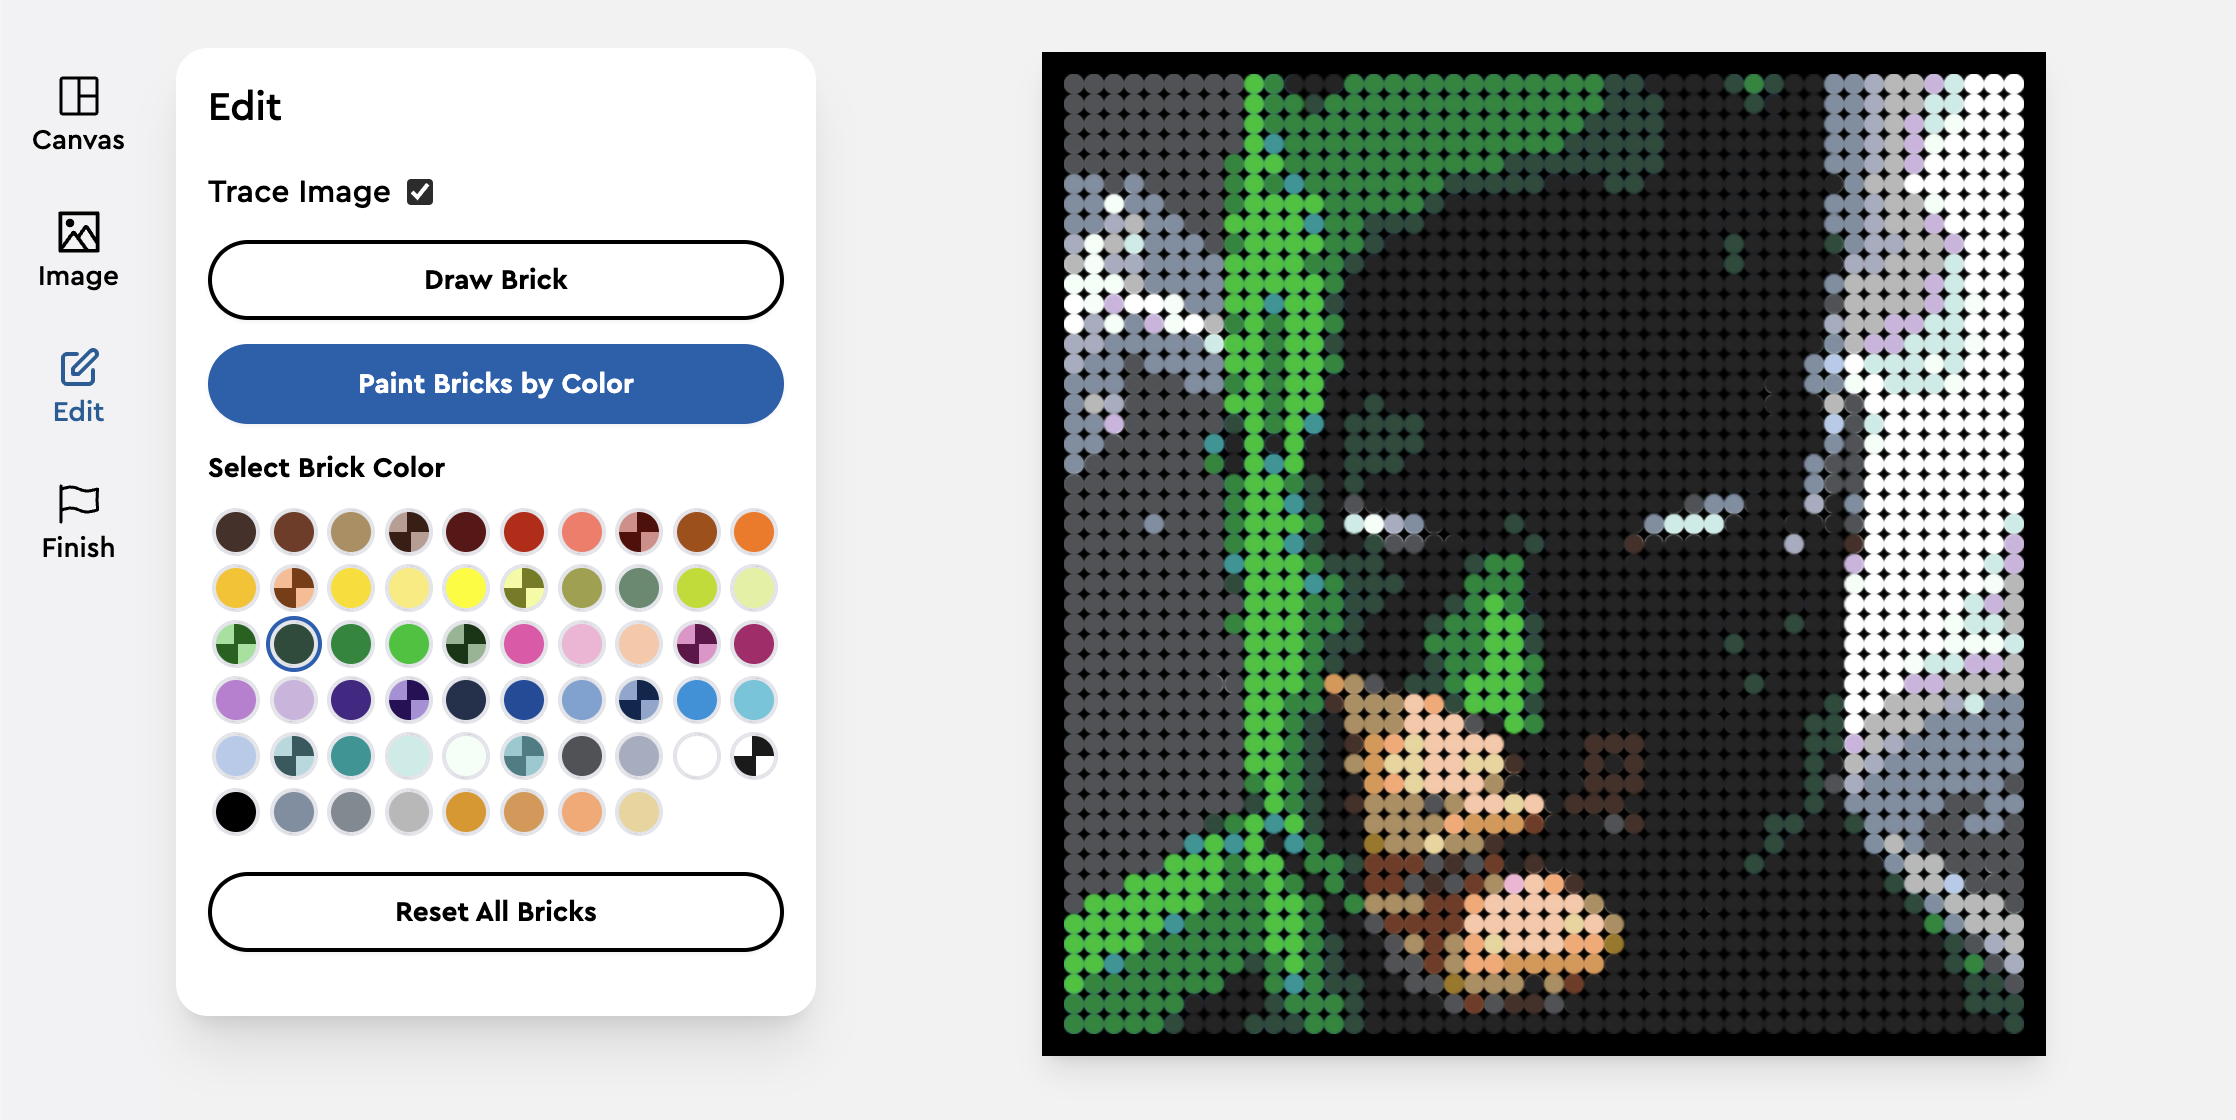 Canvas
Image
Edit
Finish
Edit
Trace Image
Draw Brick
Paint Bricks by Color
Select Brick Color
Reset All Bricks